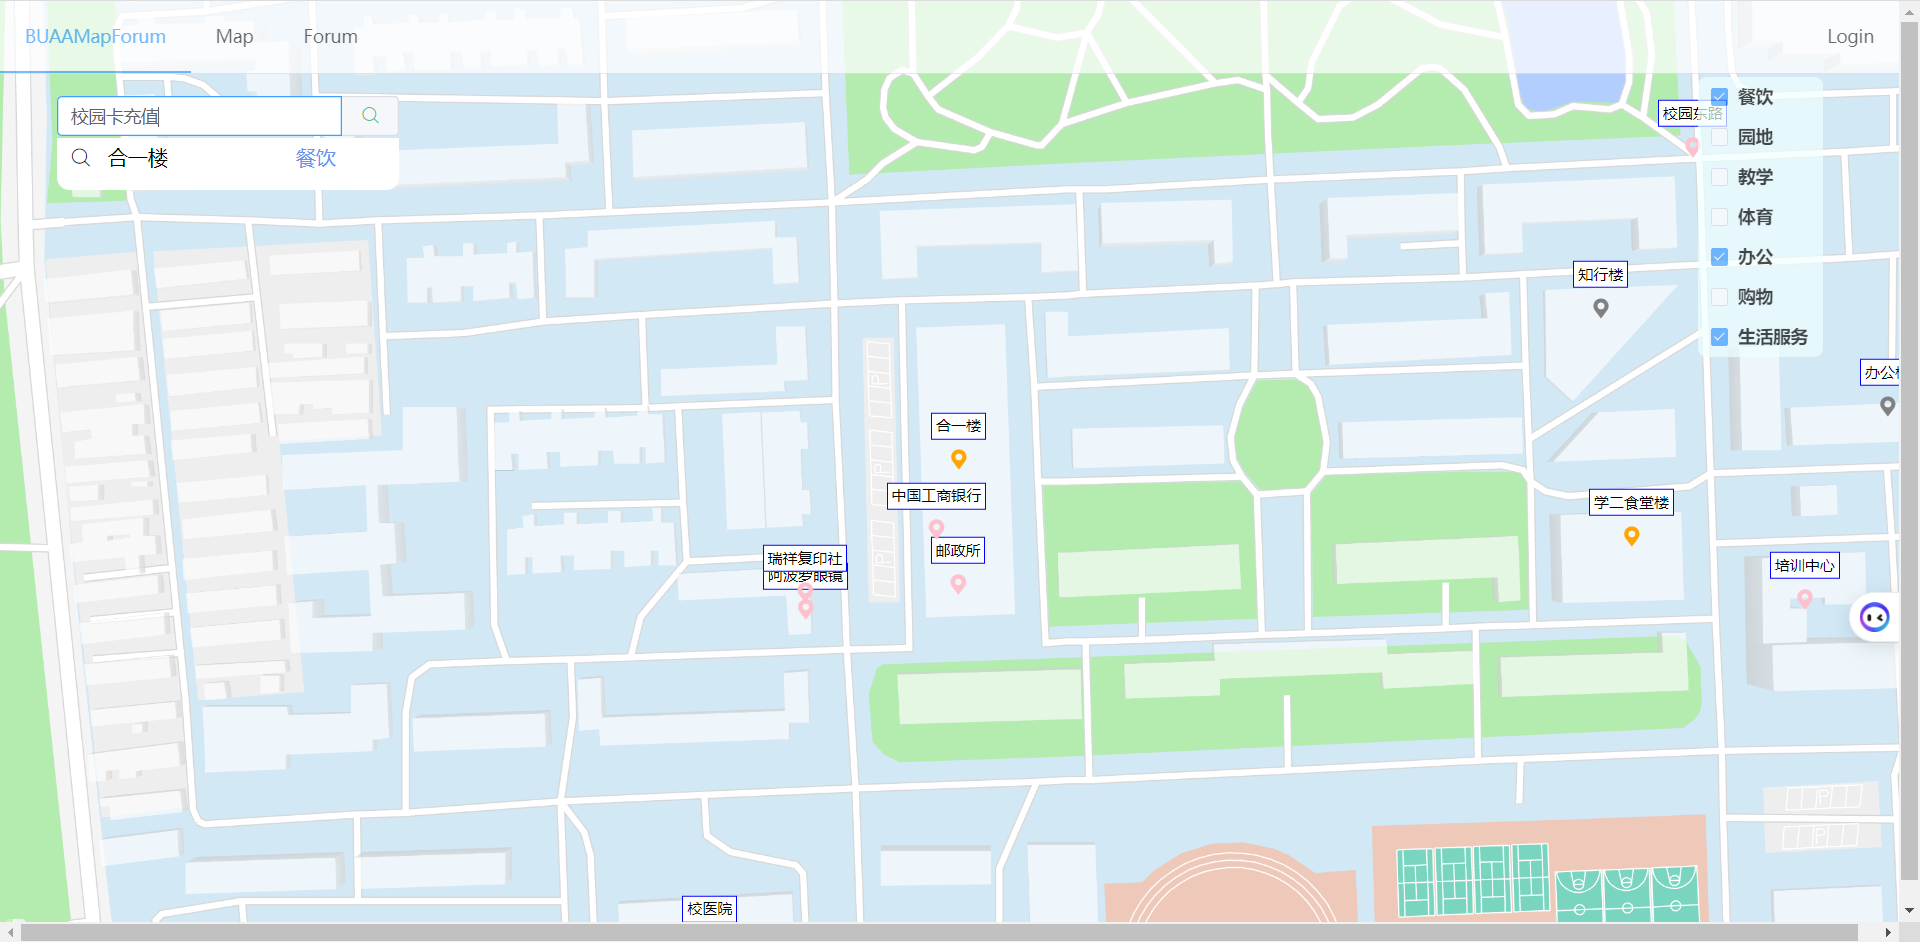 BUAAMapForum
Map
Forum
Login
校园卡充值
合一楼
餐饮
餐饮
园地
教学
体育
办公
购物
生活服务
校园东路
知行楼
办公楼
合一楼
中国工商银行
学二食堂楼
邮政所
瑞祥复印社
阿波罗眼镜
培训中心
校医院
P
P
P
P
P